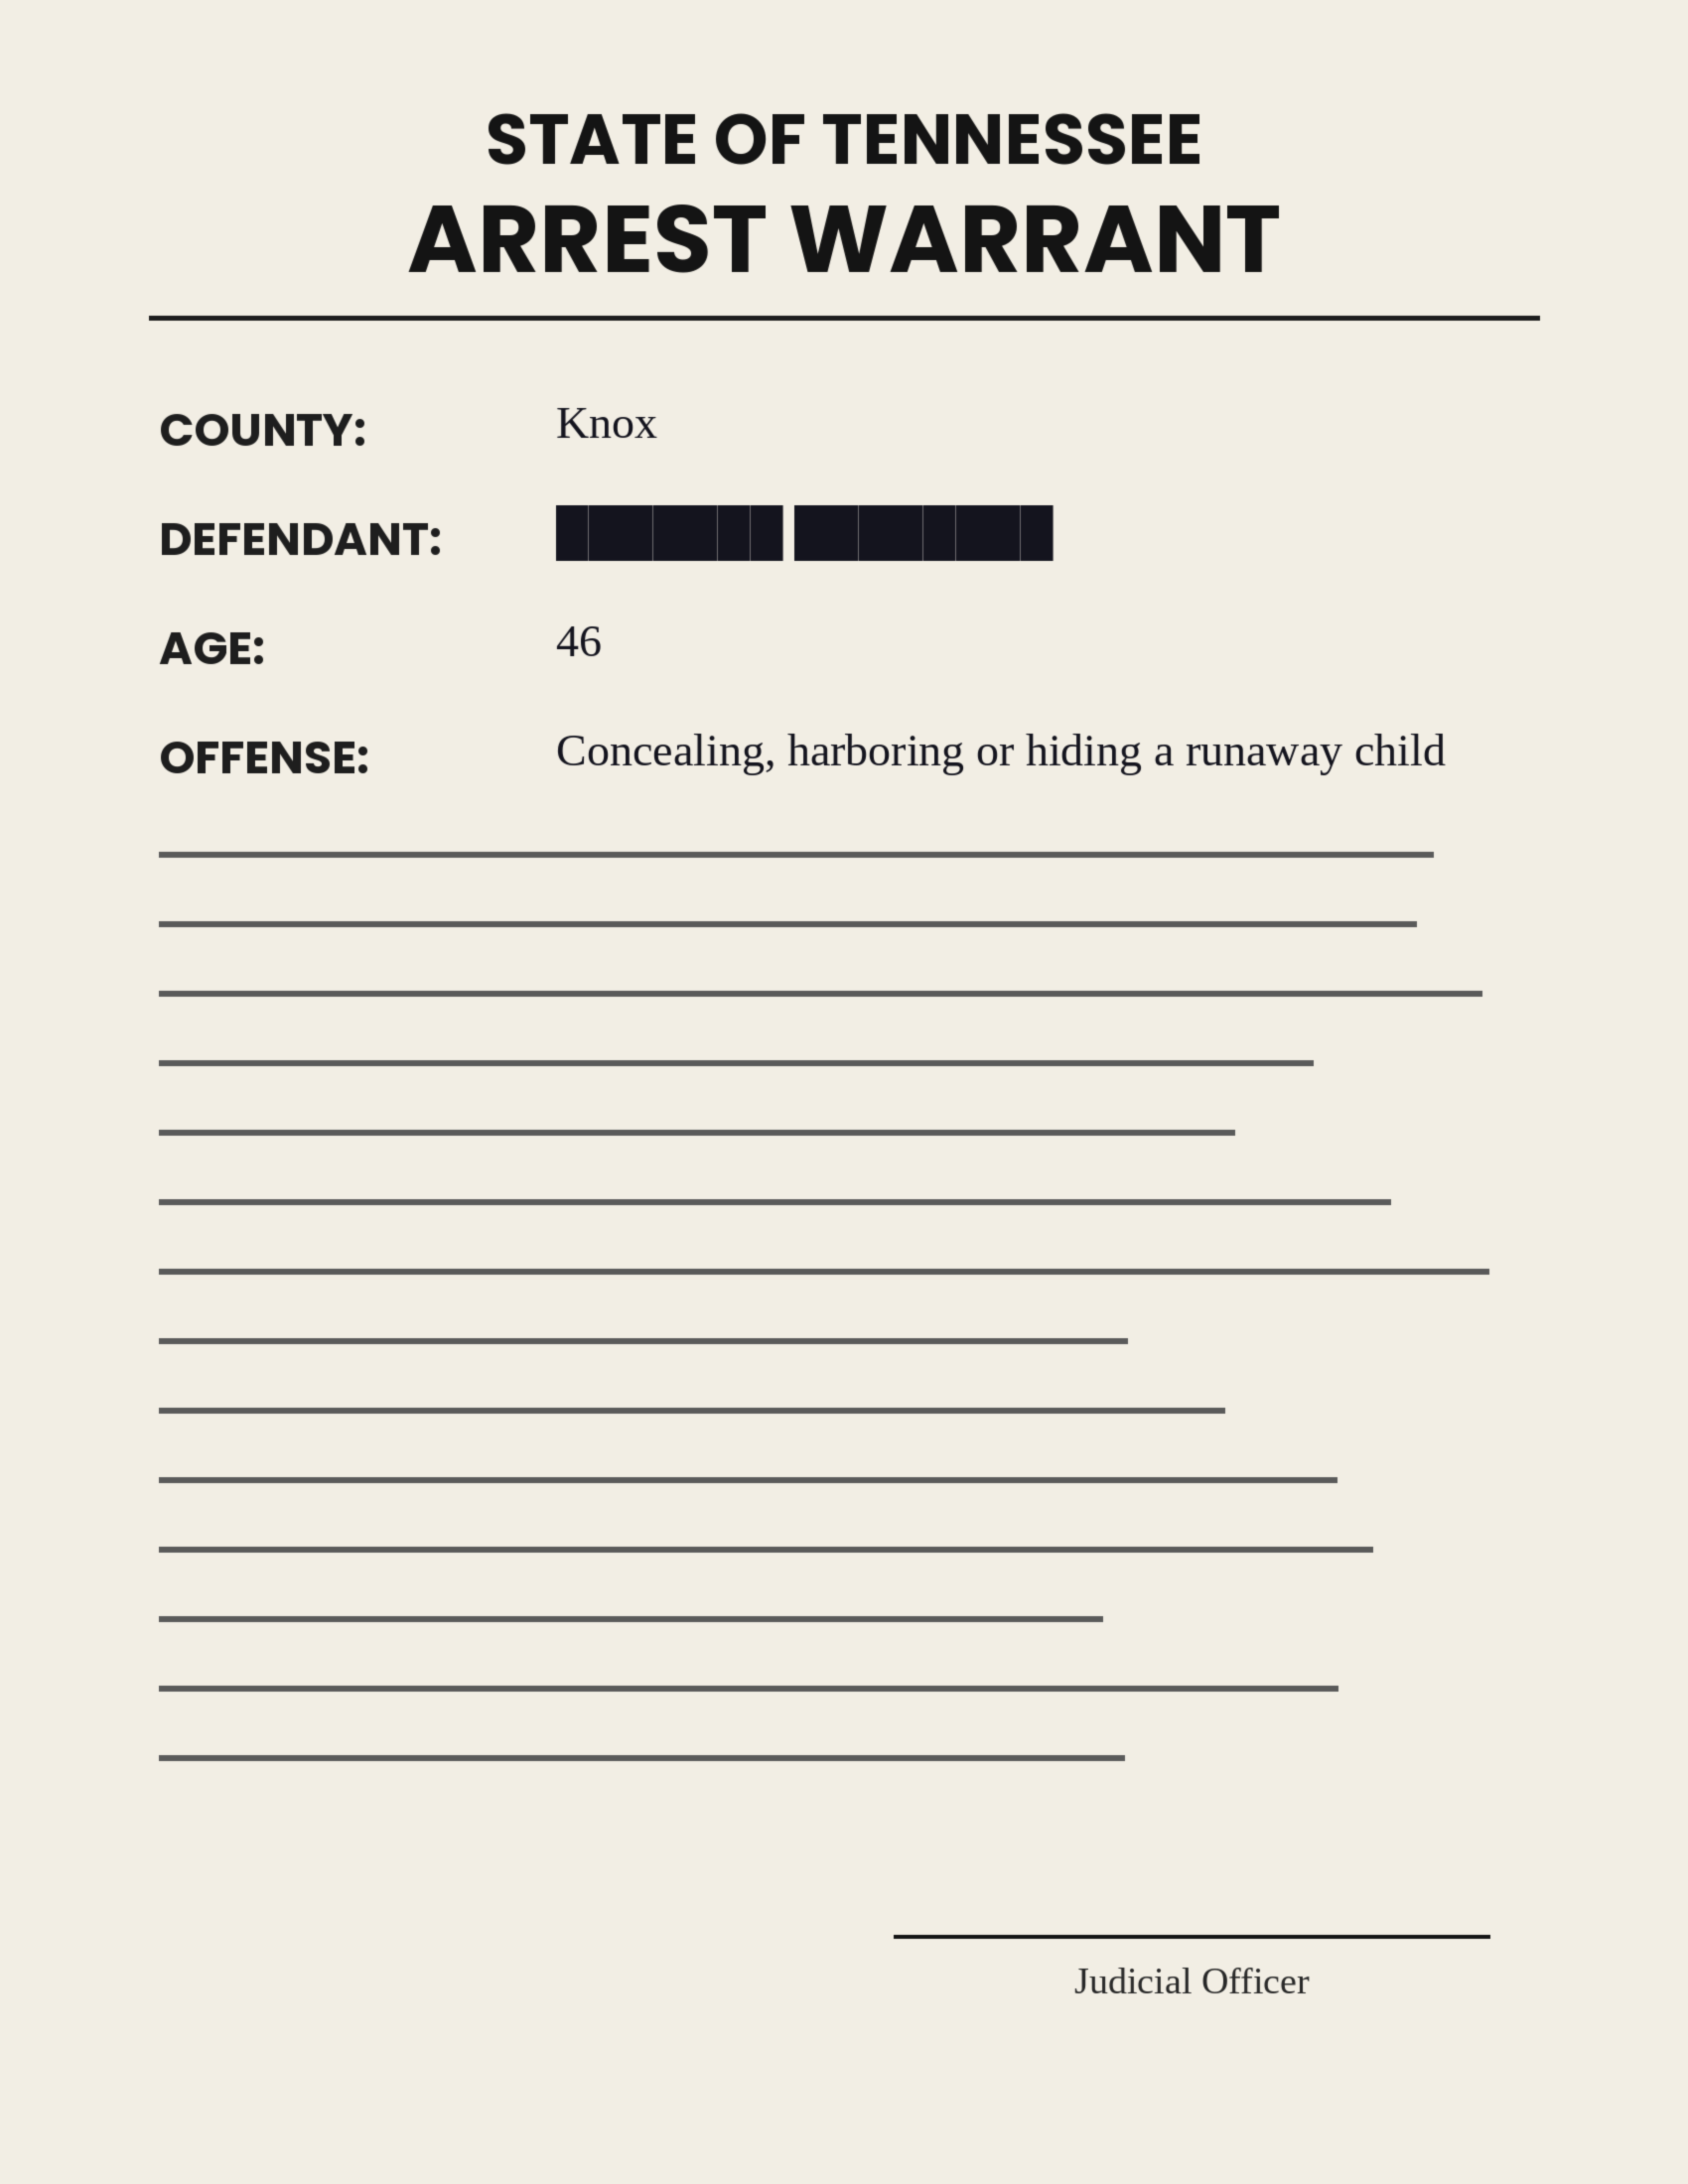 STATE OF TENNESSEE
ARREST WARRANT
COUNTY: Knox
DEFENDANT:
AGE: 46
OFFENSE: Concealing, harboring or hiding a runaway child
Judicial Officer